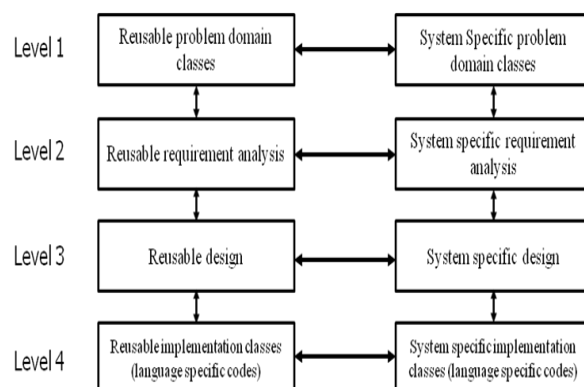 Level 1
Reusable problem domain
classes
System Specific problem
domain classes
Level 2
Reusable requirement analysis
System specific requirement
analysis
Level 3
Reusable design
System specific design
Level 4
Reusable implementation classes
(language specific codes)
System specific implementation
classes (language specific codes)